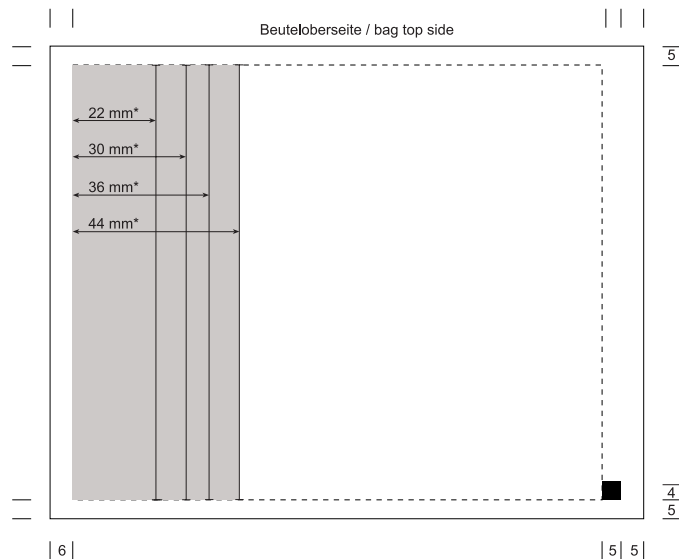 Beuteloberseite / bag top side
5
22 mm*
30 mm*
36 mm*
44 mm*
4
5
6
5 5